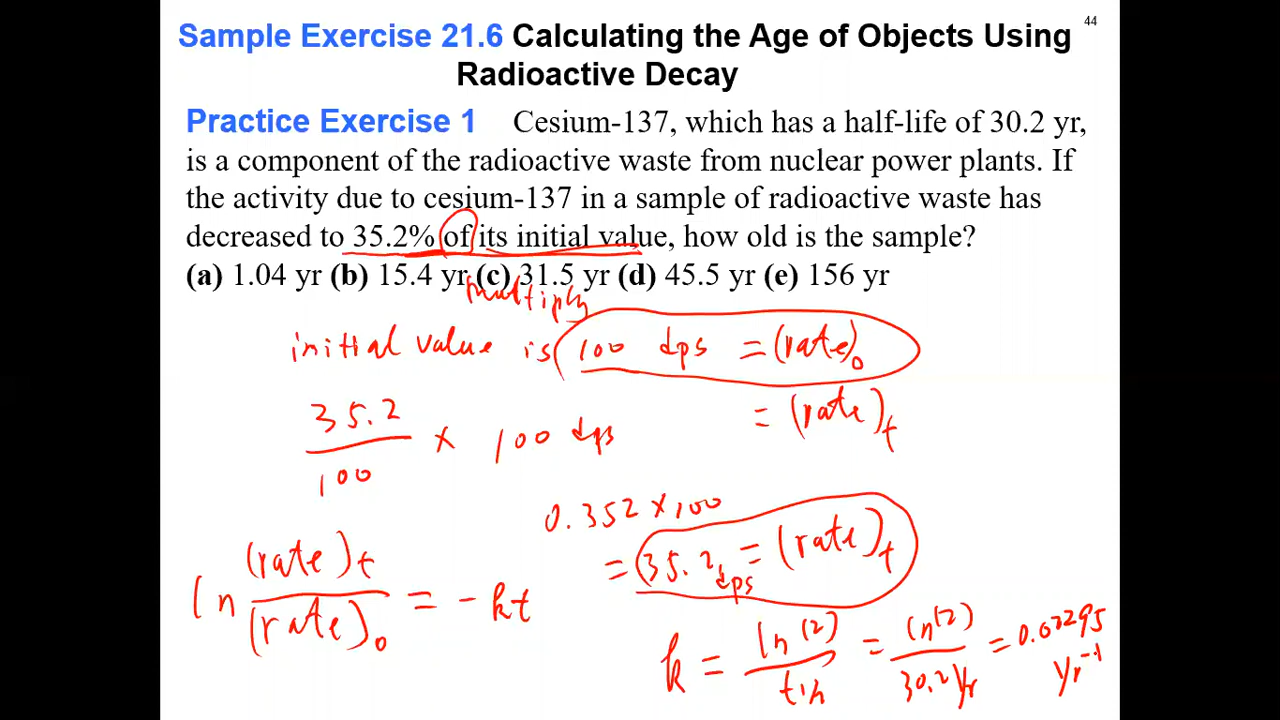 44
Sample Exercise 21.6 Calculating the Age of Objects Using
Radioactive Decay
Practice Exercise 1 Cesium-137, which has a half-life of 30.2 yr,
is a component of the radioactive waste from nuclear power plants. If
the activity due to cesium-137 in a sample of radioactive waste has
decreased to 35.2% of its initial value, how old is the sample?
(a) 1.04 yr (b) 15.4 yr (c) 31.5 yr (d) 45.5 yr (e) 156 yr
multiply
initial value is 100 dps = (rate)₀
35.2/100 × 100 dps = (rate)t
0.352 × 100
= 35.2 dps = (rate)t
ln (rate)t/(rate)₀ = -kt
k = ln(2)/t1/2 = ln(2)/30.2 yr = 0.02295 yr⁻¹